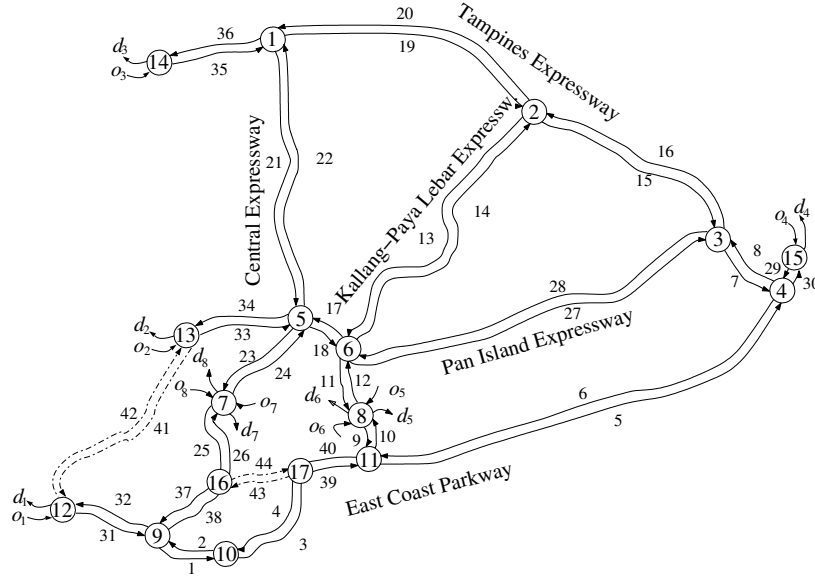 20
Tampines Expressway
36
1
19
d3
14
o3
35
2
Central Expressway
21
22
Kallang-Paya Lebar Expressw.
16
15
14
13
o4
d4
3
8
15
28
29
7
4
30
27
17
34
5
d2
13
33
18
6
o2
Pan Island Expressway
23
d8
24
11
12
o5
6
o8
7
o7
d6
8
d5
5
42
41
d7
o6
9
10
25
26
40
11
44
17
16
43
39
East Coast Parkway
37
d1
12
32
38
o1
4
31
9
2
10
3
1